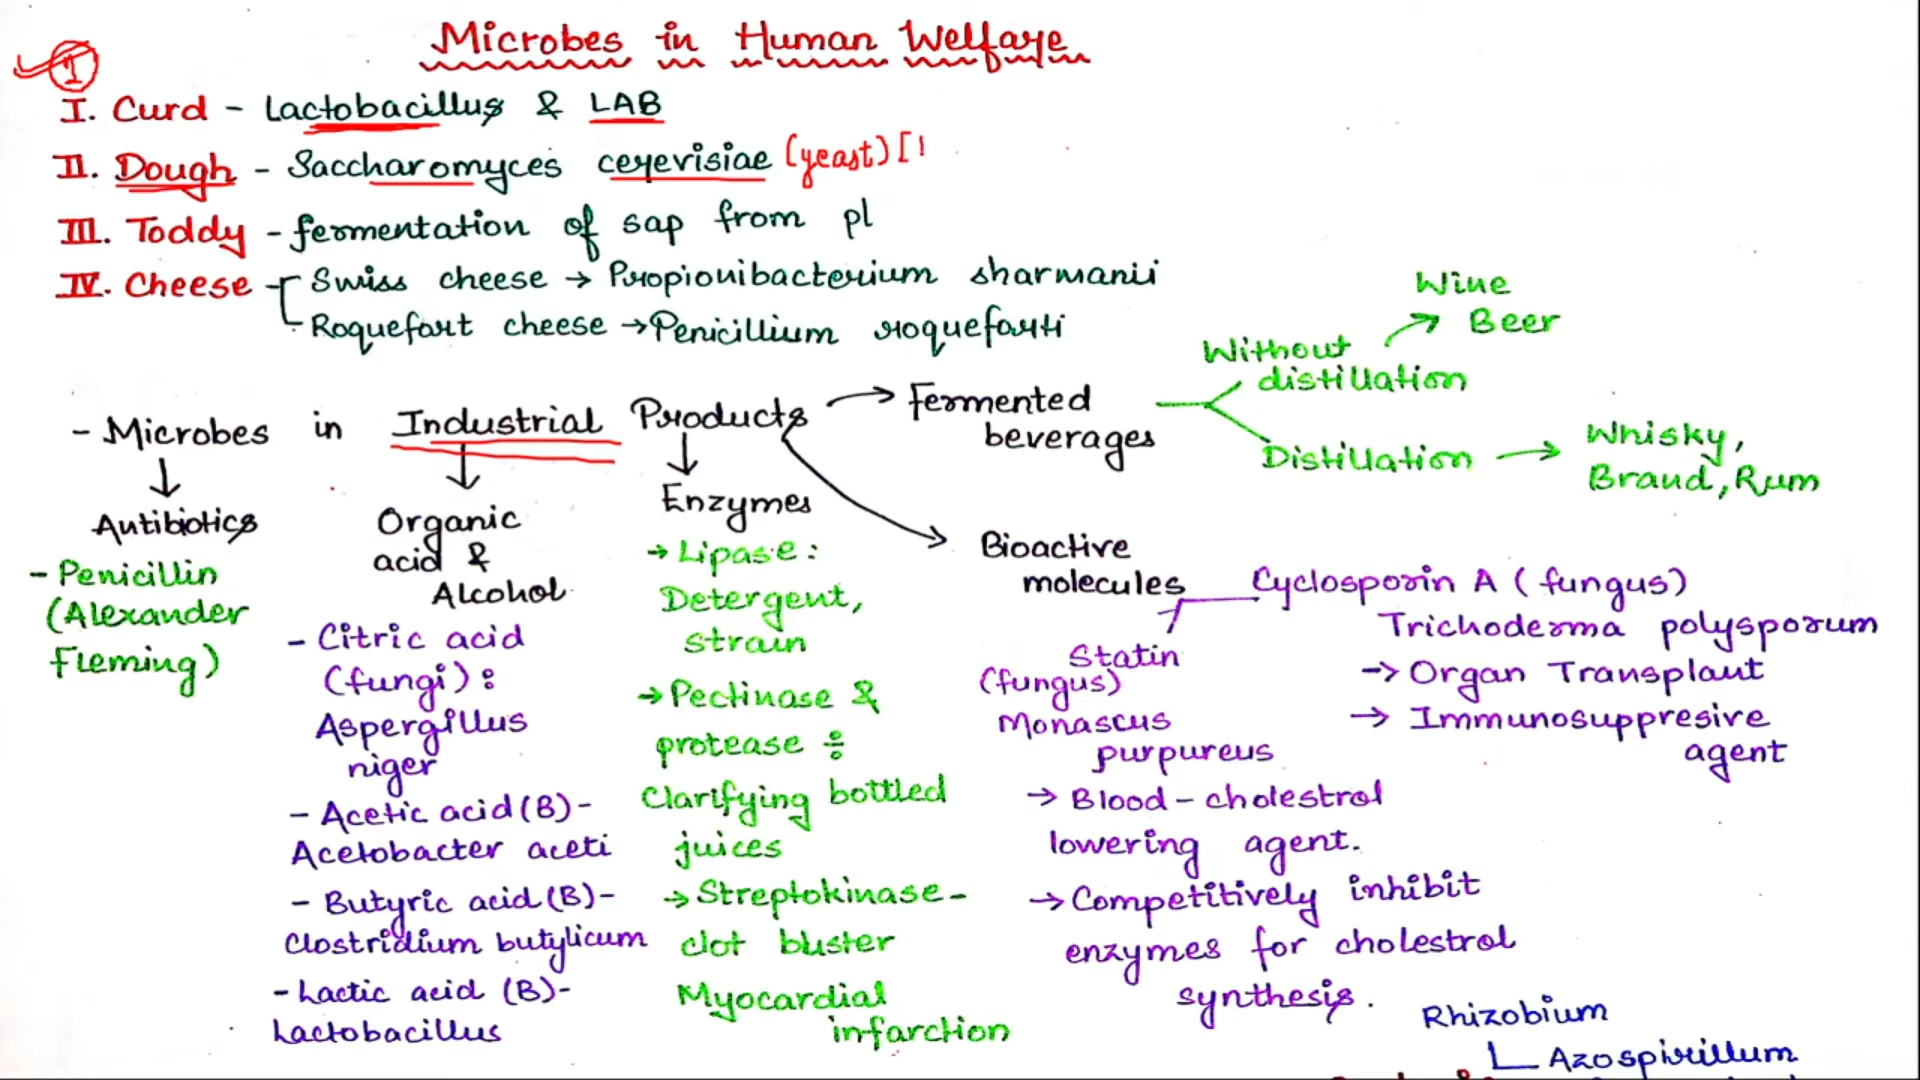 Microbes in Human Welfare
1
I. Curd - Lactobacillus & LAB
II. Dough - Saccharomyces cerevisiae (yeast) [
III. Toddy - fermentation of sap from pl
IV. Cheese - Swiss cheese → Propionibacterium sharmanii
Roquefort cheese → Penicillium roqueforti
- Microbes in Industrial Products → Fermented beverages
Without distillation → Wine
Beer
Distillation → Whisky,
Brand, Rum
Antibiotics
- Penicillin
(Alexander
Fleming)
Organic
acid &
Alcohol
- Citric acid
(fungi) :
Aspergillus
niger
- Acetic acid (B) -
Acetobacter aceti
- Butyric acid (B) -
Clostridium butylicum
- Lactic acid (B) -
Lactobacillus
Enzymes
→ Lipase :
Detergent,
strain
→ Pectinase &
protease ÷
Clarifying bottled
juices
→ Streptokinase -
clot bluster
Myocardial
infarction
Bioactive
molecules
Statin
(fungus)
Monascus
purpureus
→ Blood - cholestrol
lowering agent.
→ Competitively inhibit
enzymes for cholestrol
synthesis.
Cyclosporin A (fungus)
Trichoderma polysporum
→ Organ Transplant
→ Immunosuppresive
agent
Rhizobium
Azospirillum